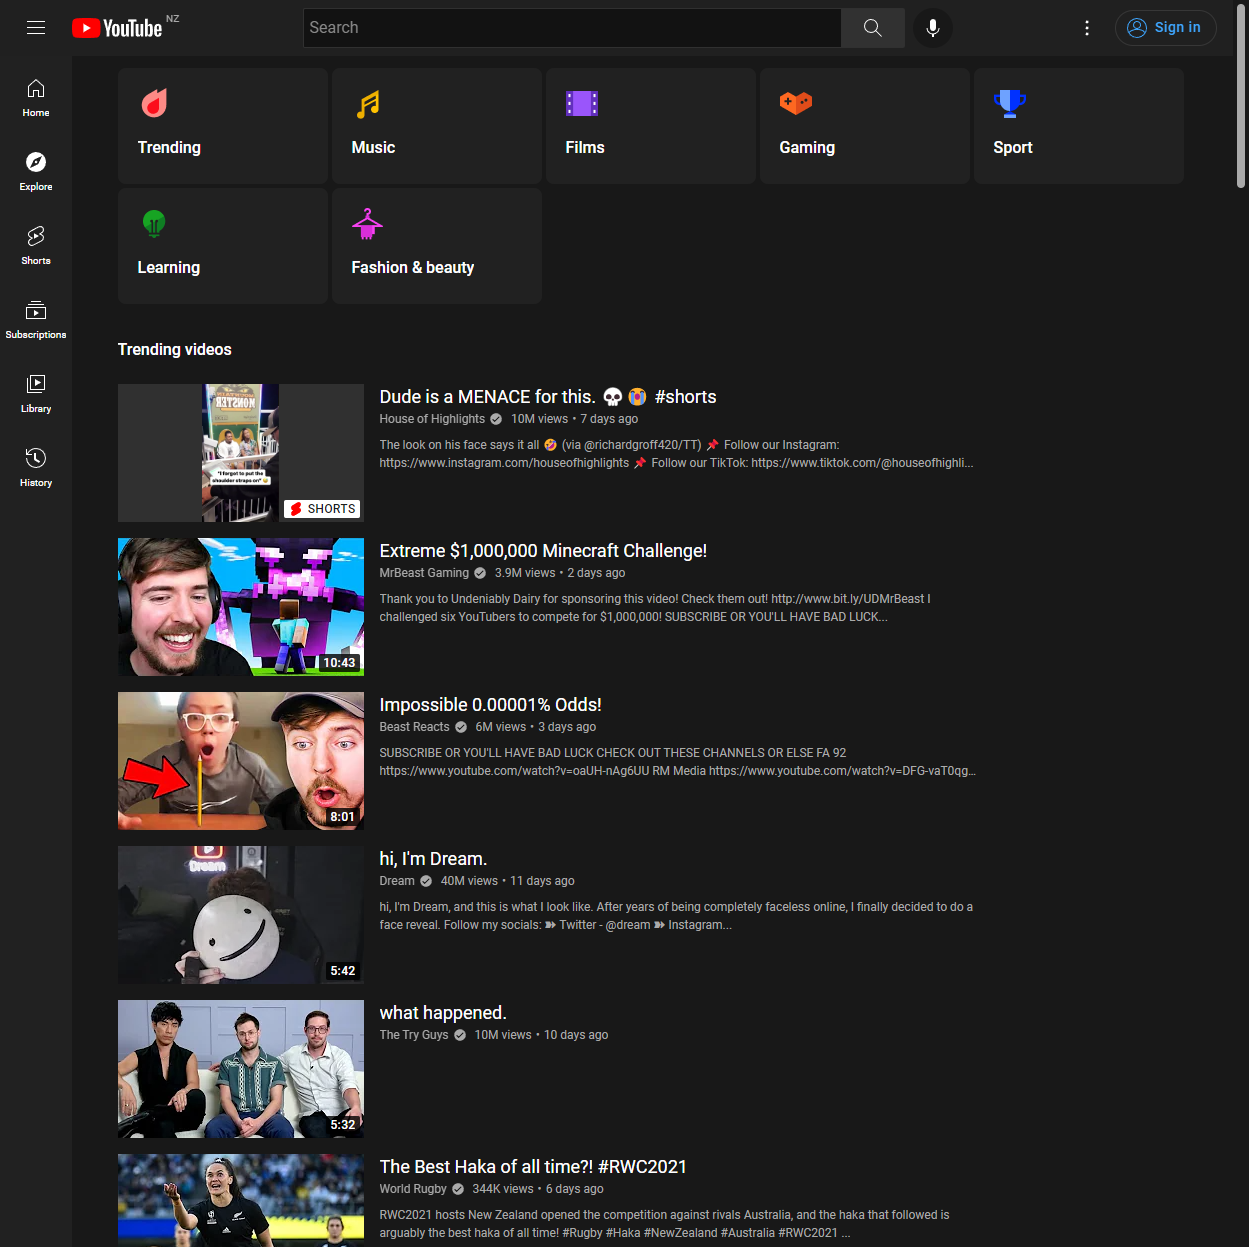 YouTube NZ
Search
Sign in
Home
Explore
Shorts
Subscriptions
Library
History
Trending
Music
Films
Gaming
Sport
Learning
Fashion & beauty
Trending videos
MONSTER
"I forgot to put the
shoulder straps on"
SHORTS
Dude is a MENACE for this. 💀 😭 #shorts
House of Highlights 10M views • 7 days ago
The look on his face says it all 🤣 (via @richardgroff420/TT) 📌 Follow our Instagram:
https://www.instagram.com/houseofhighlights 📌 Follow our TikTok: https://www.tiktok.com/@houseofhighli...
10:43
Extreme $1,000,000 Minecraft Challenge!
MrBeast Gaming 3.9M views • 2 days ago
Thank you to Undeniably Dairy for sponsoring this video! Check them out! http://www.bit.ly/UDMrBeast I
challenged six YouTubers to compete for $1,000,000! SUBSCRIBE OR YOU'LL HAVE BAD LUCK...
8:01
Impossible 0.00001% Odds!
Beast Reacts 6M views • 3 days ago
SUBSCRIBE OR YOU'LL HAVE BAD LUCK CHECK OUT THESE CHANNELS OR ELSE FA 92
https://www.youtube.com/watch?v=oaUH-nAg6UU RM Media https://www.youtube.com/watch?v=DFG-vaT0qg...
Dream
5:42
hi, I'm Dream.
Dream 40M views • 11 days ago
hi, I'm Dream, and this is what I look like. After years of being completely faceless online, I finally decided to do a
face reveal. Follow my socials: ➽ Twitter - @dream ➽ Instagram...
5:32
what happened.
The Try Guys 10M views • 10 days ago
The Best Haka of all time?! #RWC2021
World Rugby 344K views • 6 days ago
RWC2021 hosts New Zealand opened the competition against rivals Australia, and the haka that followed is
arguably the best haka of all time! #Rugby #Haka #NewZealand #Australia #RWC2021 ...